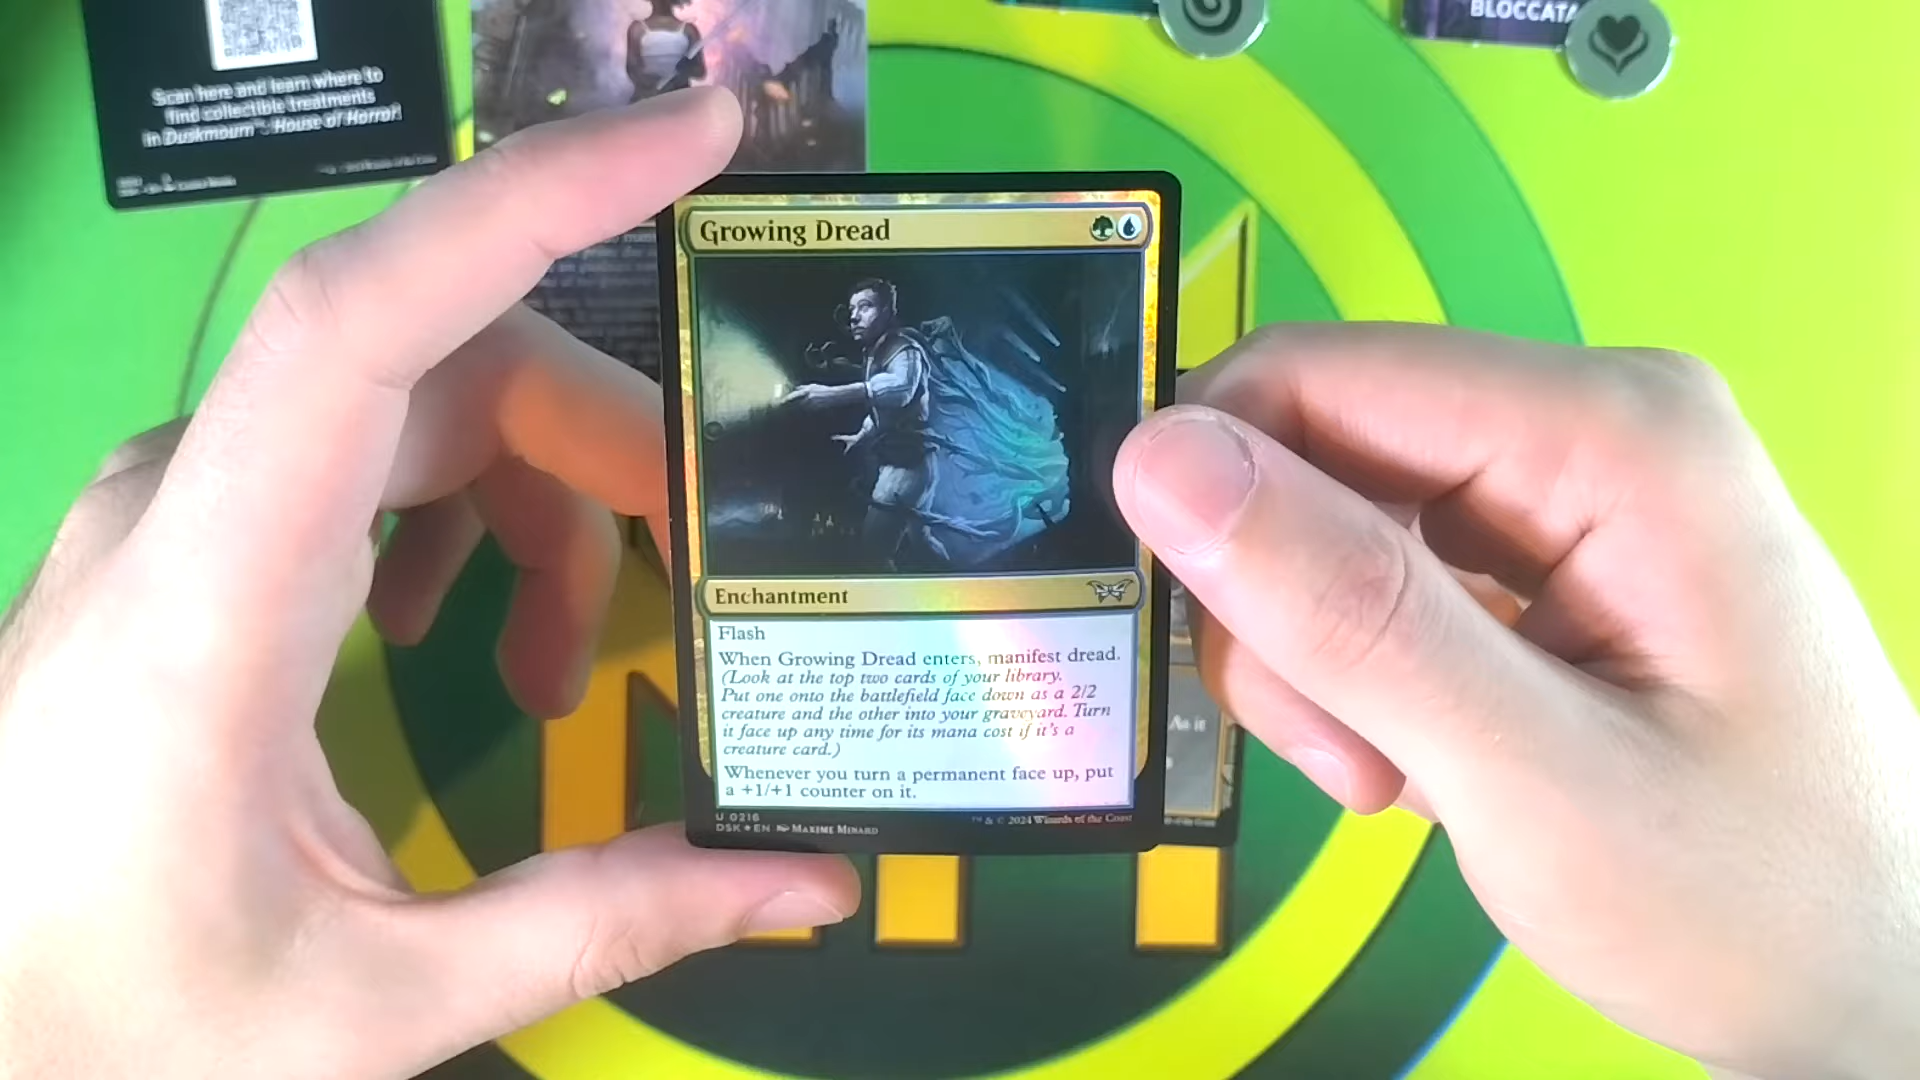 BLOCCATA
Scan here and learn where to
find collectible treatments
in Duskmourn™: House of Horror!
Growing Dread
Enchantment
Flash
When Growing Dread enters, manifest dread.
(Look at the top two cards of your library.
Put one onto the battlefield face down as a 2/2
creature and the other into your graveyard. Turn
it face up any time for its mana cost if it's a
creature card.)
Whenever you turn a permanent face up, put
a +1/+1 counter on it.
U 0216
DSK ★ EN Maxime Minard
™ & © 2024 Wizards of the Coast
As it